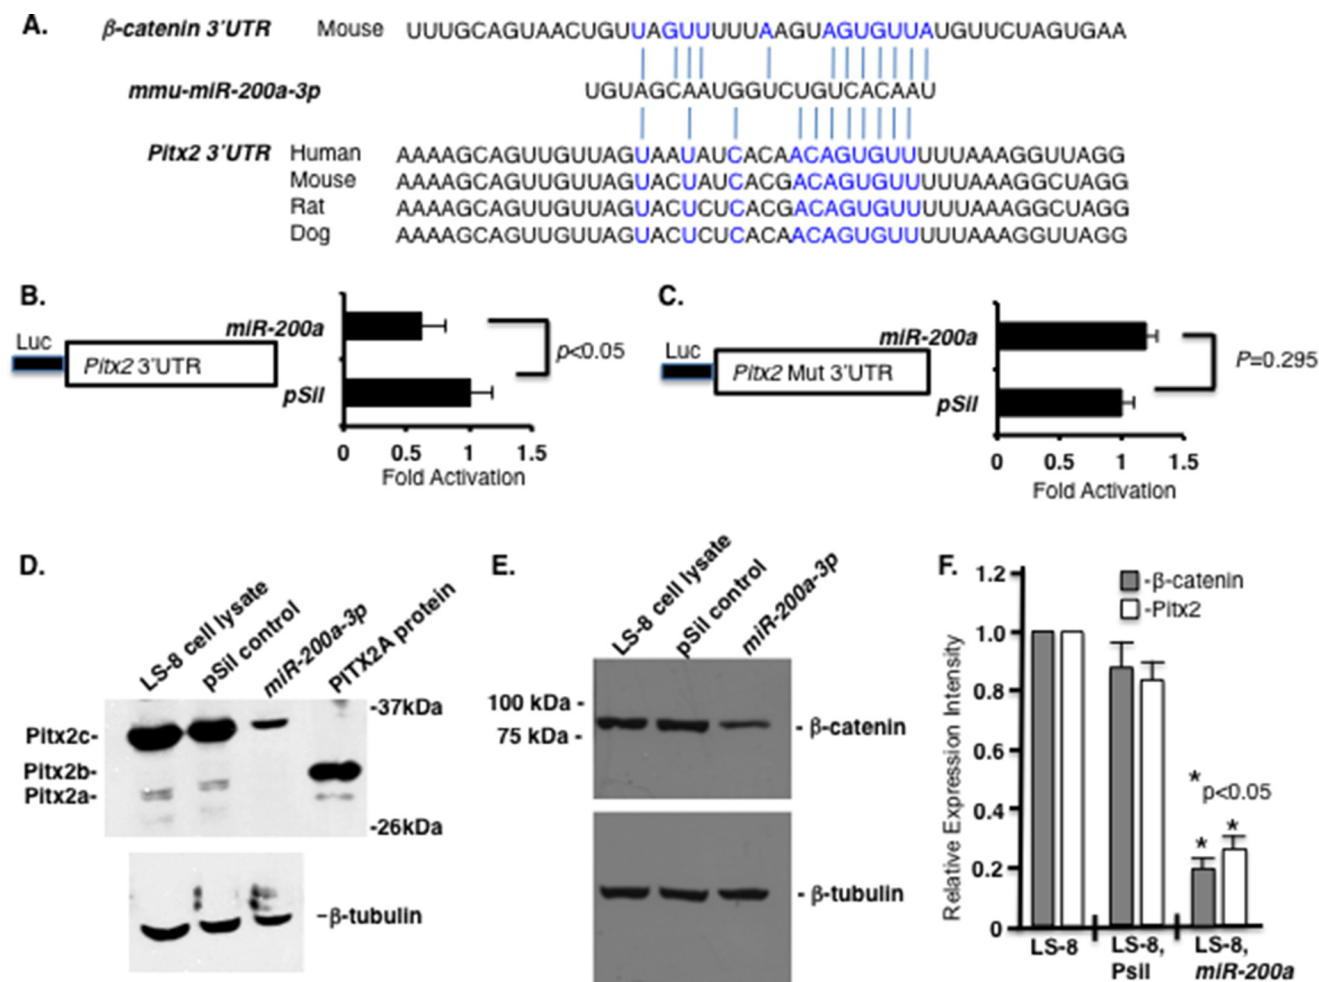 A.
β-catenin 3'UTR Mouse UUUGCAGUAACUGUUAGUUUUUAAGUAGUGUUAUGUUCUAGUGAA
mmu-miR-200a-3p UGUAGCAAUGGUCUGUCACAAU
Pitx2 3'UTR Human AAAAGCAGUUGUUAGUAAUAUCACAACAGUGUUUUUAAAGGUUAGG
Mouse AAAAGCAGUUGUUAGUACUAUCACGACAGUGUUUUUAAAGGCUAGG
Rat AAAAGCAGUUGUUAGUACUCUCACGACAGUGUUUUUAAAGGCUAGG
Dog AAAAGCAGUUGUUAGUACUCUCACAACAGUGUUUUUAAAGGUUAGG
B.
Luc
Pitx2 3'UTR
miR-200a
pSil
p<0.05
0 0.5 1 1.5
Fold Activation
C.
Luc
Pitx2 Mut 3'UTR
miR-200a
pSil
P=0.295
0 0.5 1 1.5
Fold Activation
D.
LS-8 cell lysate
pSil control
miR-200a-3p
PITX2A protein
-37kDa
Pitx2c-
Pitx2b-
Pitx2a-
-26kDa
-β-tubulin
E.
LS-8 cell lysate
pSil control
miR-200a-3p
100 kDa -
75 kDa -
- β-catenin
- β-tubulin
F.
Relative Expression Intensity
1.2
1.0
0.8
0.6
0.4
0.2
0
-β-catenin
-Pitx2
*
p<0.05
* *
LS-8 LS-8, LS-8,
Psil miR-200a